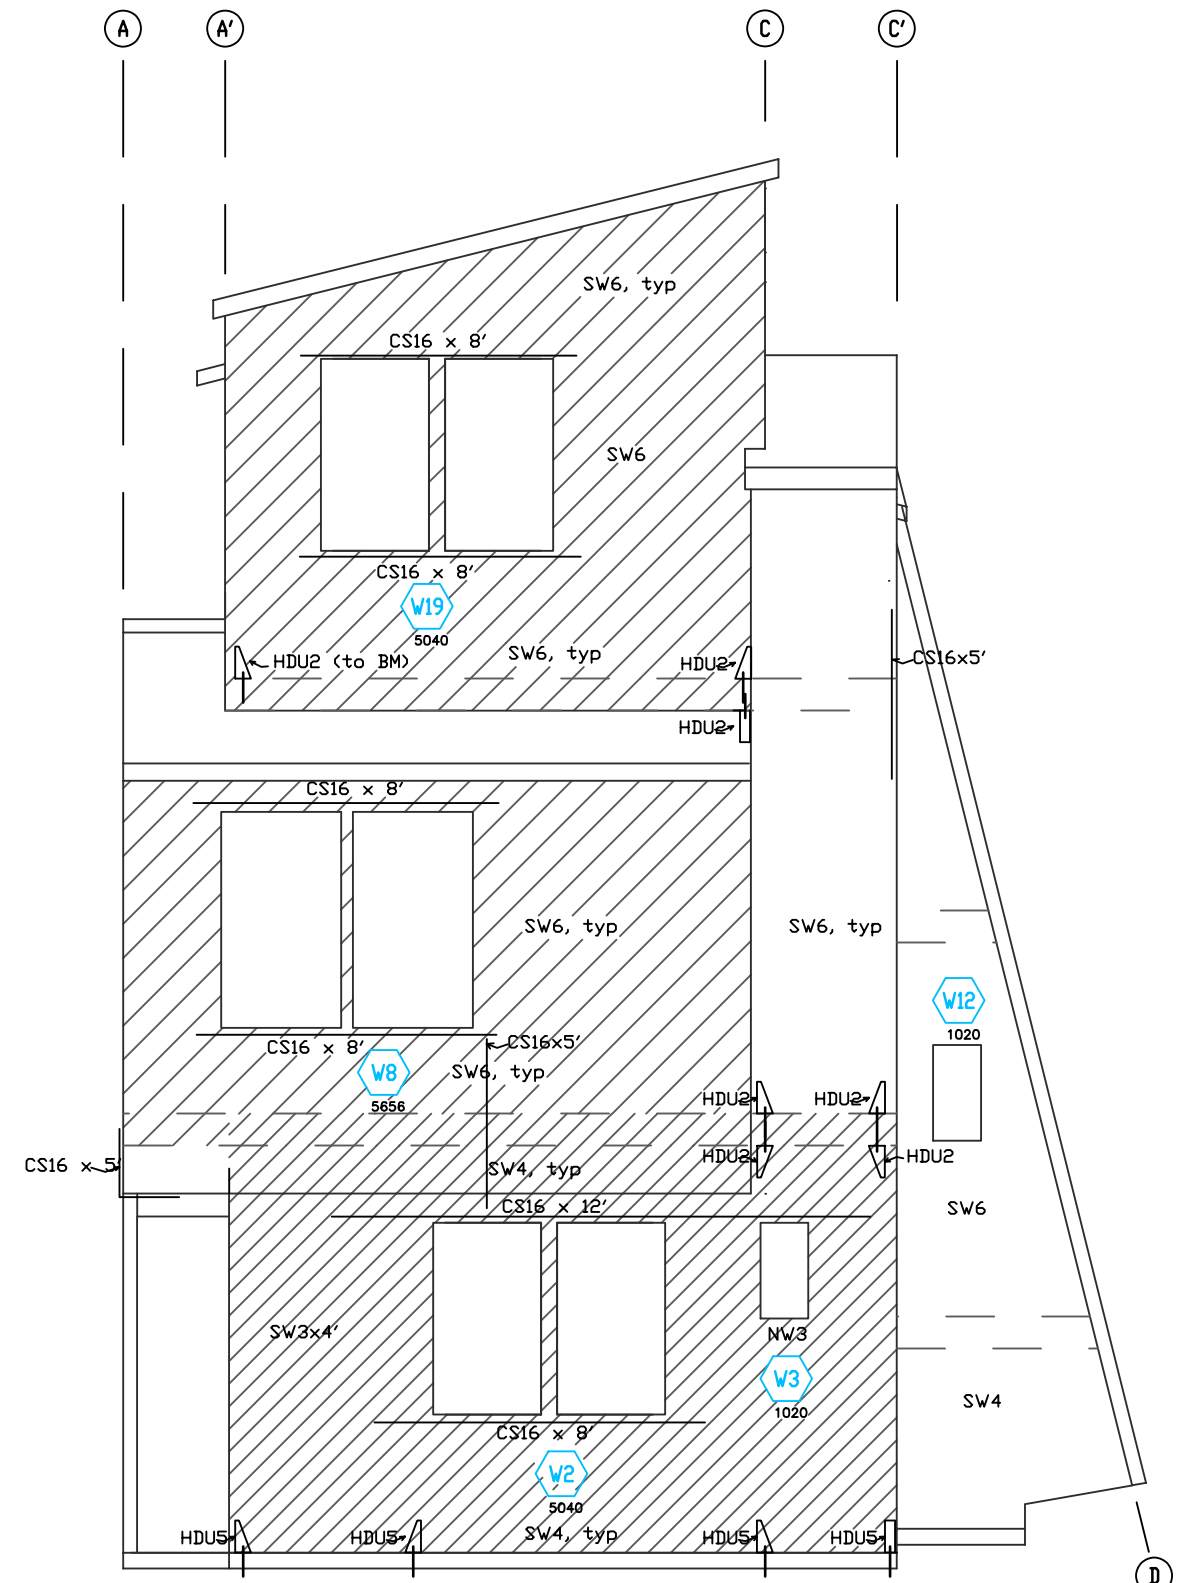 A A' C C'
SW6, typ
CS16 x 8'
SW6
CS16 x 8'
W19
5040
SW6, typ
HDU2 (to BM)
HDU2
CS16x5'
HDU2
CS16 x 8'
SW6, typ
SW6, typ
W12
1020
CS16 x 8'
CS16x5'
SW6, typ
W8
5656
HDU2
HDU2
CS16 x 5'
HDU2
HDU2
SW4, typ
CS16 x 12'
SW6
SW3x4'
NW3
W3
1020
SW4
CS16 x 8'
W2
5040
SW4, typ
HDU5
HDU5
HDU5
HDU5
D